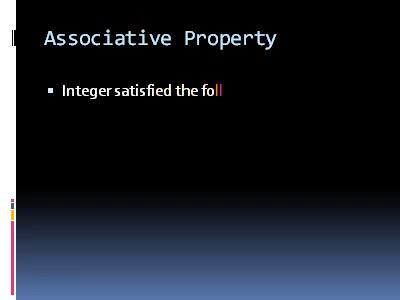 Associative Property
Integer satisfied the foll